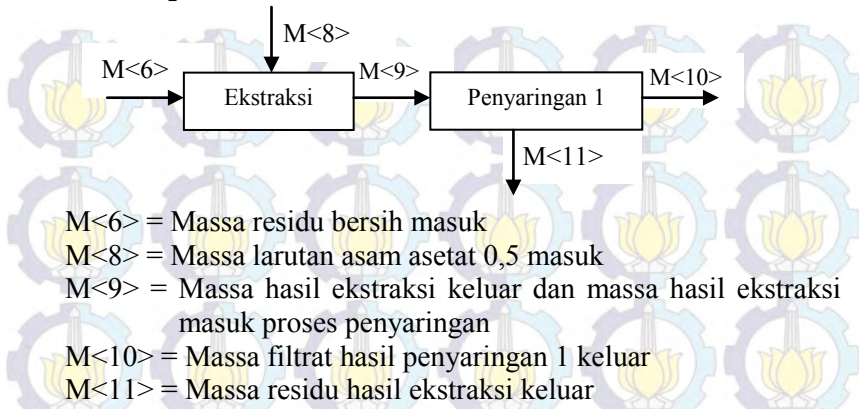 M<8>
M<6>
M<9>
M<10>
Ekstraksi
Penyaringan 1
M<11>
M<6> = Massa residu bersih masuk
M<8> = Massa larutan asam asetat 0,5 masuk
M<9> = Massa hasil ekstraksi keluar dan massa hasil ekstraksi
masuk proses penyaringan
M<10> = Massa filtrat hasil penyaringan 1 keluar
M<11> = Massa residu hasil ekstraksi keluar